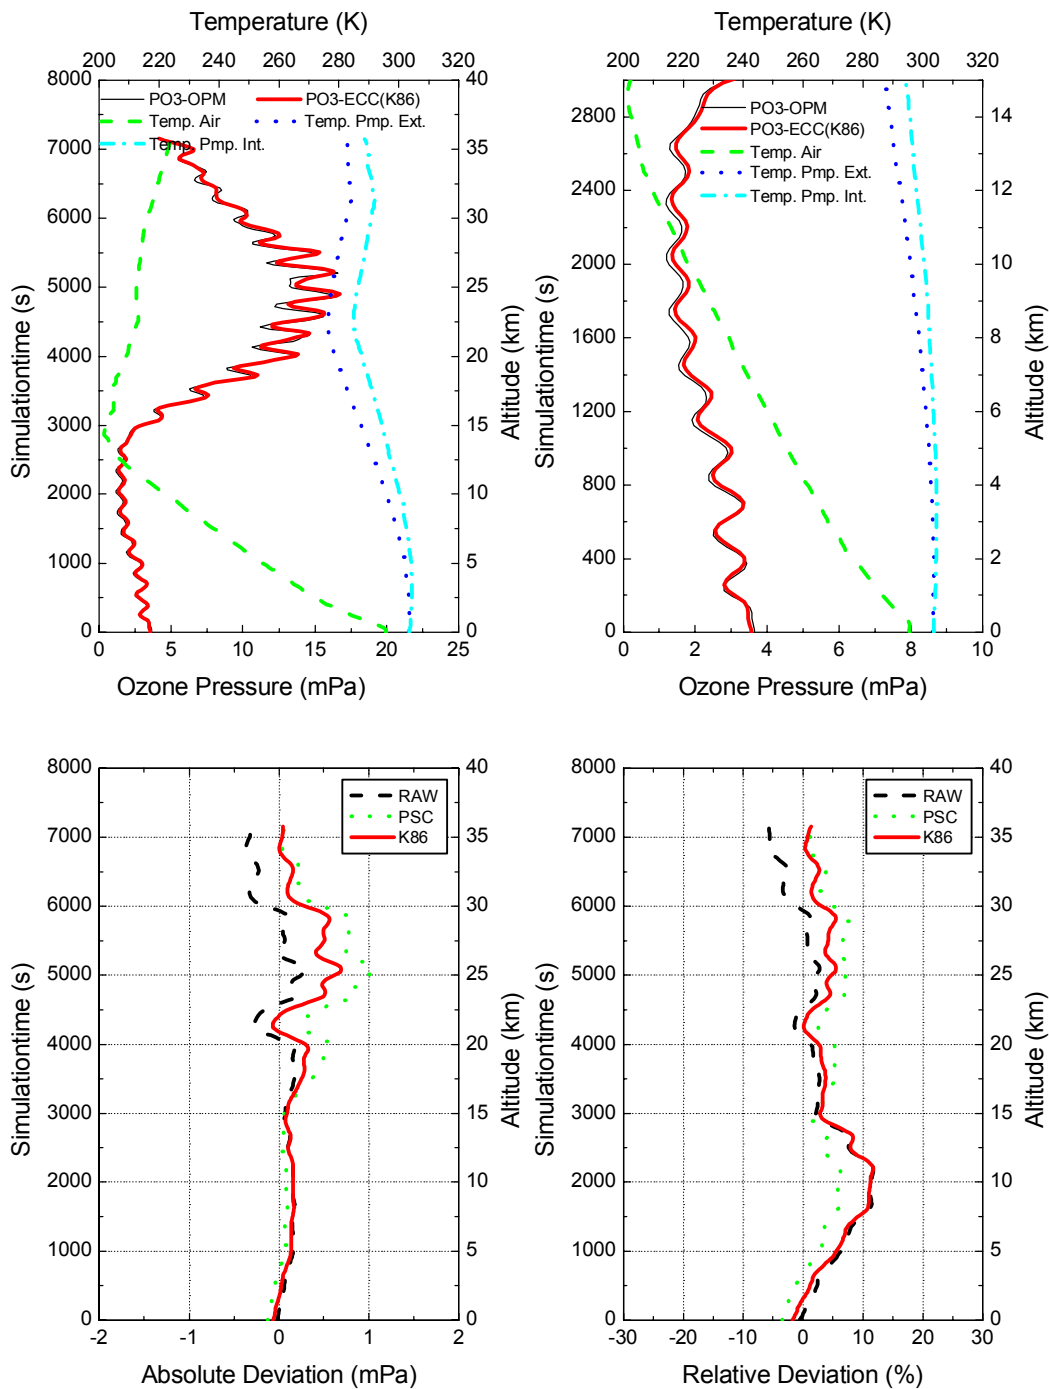 Temperature (K)
200 220 240 260 280 300 320
8000
7000
6000
5000
4000
3000
2000
1000
0
Simulationtime (s)
PO3-OPM
PO3-ECC(K86)
Temp. Air
Temp. Pmp. Ext.
Temp. Pmp. Int.
40
35
30
25
20
15
10
5
0
Altitude (km)
0 5 10 15 20 25
Ozone Pressure (mPa)
Temperature (K)
200 220 240 260 280 300 320
2800
2400
2000
1600
1200
800
400
0
Simulationtime (s)
PO3-OPM
PO3-ECC(K86)
Temp. Air
Temp. Pmp. Ext.
Temp. Pmp. Int.
14
12
10
8
6
4
2
0
Altitude (km)
0 2 4 6 8 10
Ozone Pressure (mPa)
8000
7000
6000
5000
4000
3000
2000
1000
0
Simulationtime (s)
RAW
PSC
K86
40
35
30
25
20
15
10
5
0
Altitude (km)
-2 -1 0 1 2
Absolute Deviation (mPa)
8000
7000
6000
5000
4000
3000
2000
1000
0
Simulationtime (s)
RAW
PSC
K86
40
35
30
25
20
15
10
5
0
Altitude (km)
-30 -20 -10 0 10 20 30
Relative Deviation (%)